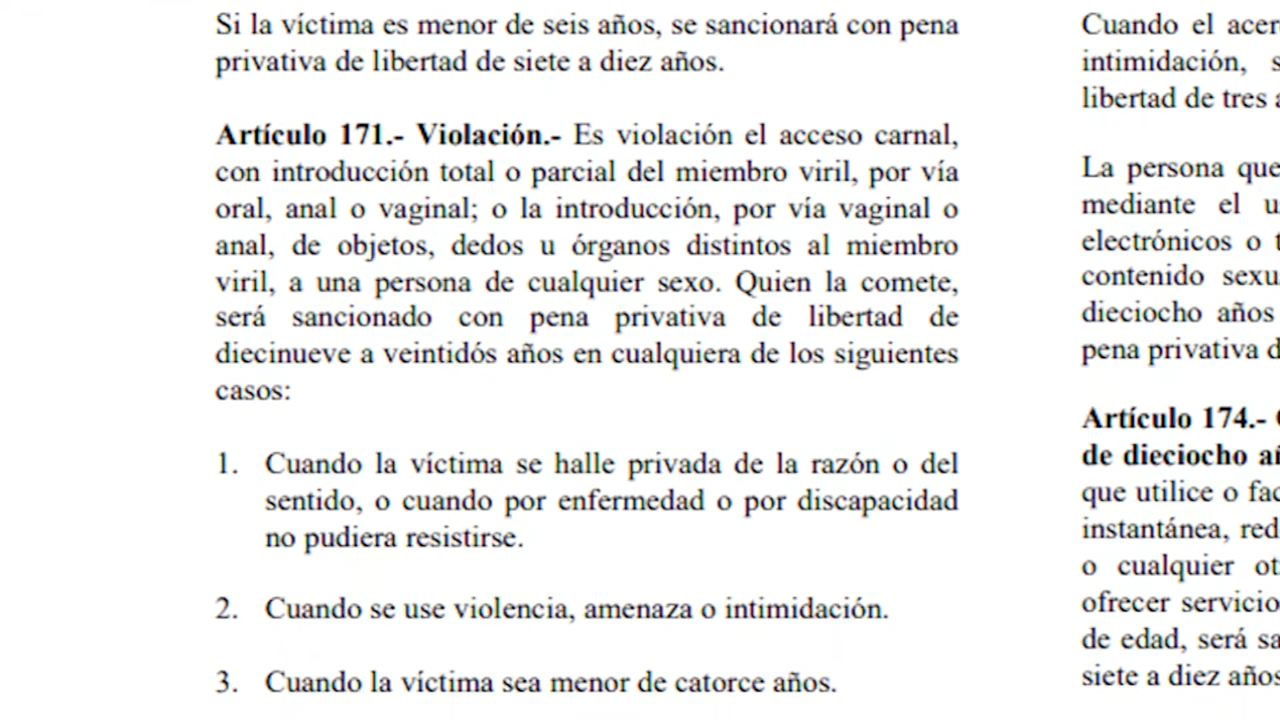 Si la víctima es menor de seis años, se sancionará con pena
privativa de libertad de siete a diez años.
Artículo 171.- Violación.- Es violación el acceso carnal,
con introducción total o parcial del miembro viril, por vía
oral, anal o vaginal; o la introducción, por vía vaginal o
anal, de objetos, dedos u órganos distintos al miembro
viril, a una persona de cualquier sexo. Quien la comete,
será sancionado con pena privativa de libertad de
diecinueve a veintidós años en cualquiera de los siguientes
casos:
1. Cuando la víctima se halle privada de la razón o del
sentido, o cuando por enfermedad o por discapacidad
no pudiera resistirse.
2. Cuando se use violencia, amenaza o intimidación.
3. Cuando la víctima sea menor de catorce años.
Cuando el
intimidación,
libertad de tres
La persona que
mediante el
electrónicos o
contenido
dieciocho años
pena privativa
Artículo 174.-
de dieciocho
que utilice o
instantánea,
o cualquier
ofrecer
de edad, será
siete a diez años